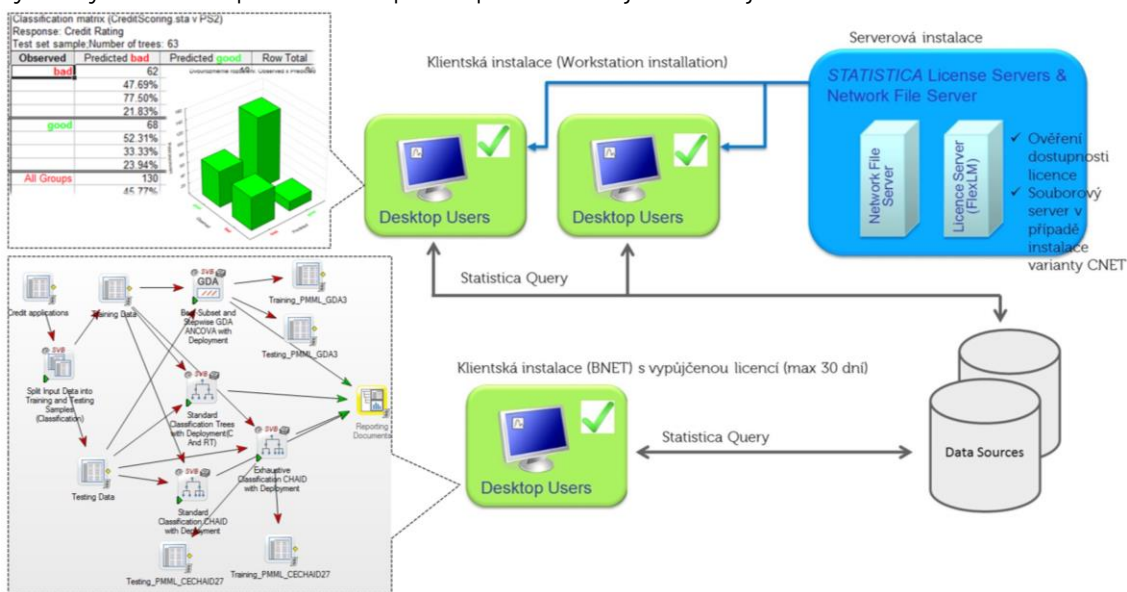 Classification matrix (CreditScoring.sta v PS2)
Response: Credit Rating
Test set sample;Number of trees: 63
Observed Predicted bad Predicted good Row Total
bad 62
47.69%
77.50%
21.83%
good 68
52.31%
33.33%
23.94%
All Groups 130
45.77%
Serverová instalace
Klientská instalace (Workstation installation)
STATISTICA License Servers &
Network File Server
Network File
Server
Licence Server
(FlexLM)
✓ Ověření
dostupnosti
licence
✓ Souborový
server v
případě
instalace
varianty CNET
Desktop Users
Desktop Users
Statistica Query
Klientská instalace (BNET) s vypůjčenou licencí (max 30 dní)
Desktop Users
Statistica Query
Data Sources
Credit applications
Training Data
SVB
GDA
Best-Subset and
Stepwise GDA
ANCOVA with
Deployment
Training_PMML_GDA3
Testing_PMML_GDA3
SVB
Split Input Data into
Training and Testing
Samples
(Classification)
SVB
Standard
Classification Trees
with Deployment(C
And RT)
Reporting
Documents
SVB
Exhaustive
Classification CHAID
with Deployment
Testing Data
SVB
Standard
Classification CHAID
with Deployment
Testing_PMML_CECHAID27
Training_PMML_CECHAID27